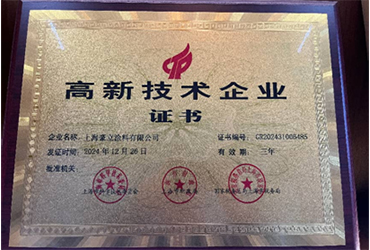 高新技术企业
证书
企业名称：上海豪立涂料有限公司 证书编号：GR202431005485
发证时间：2024年12月26日 有效期：三年
批准机关：